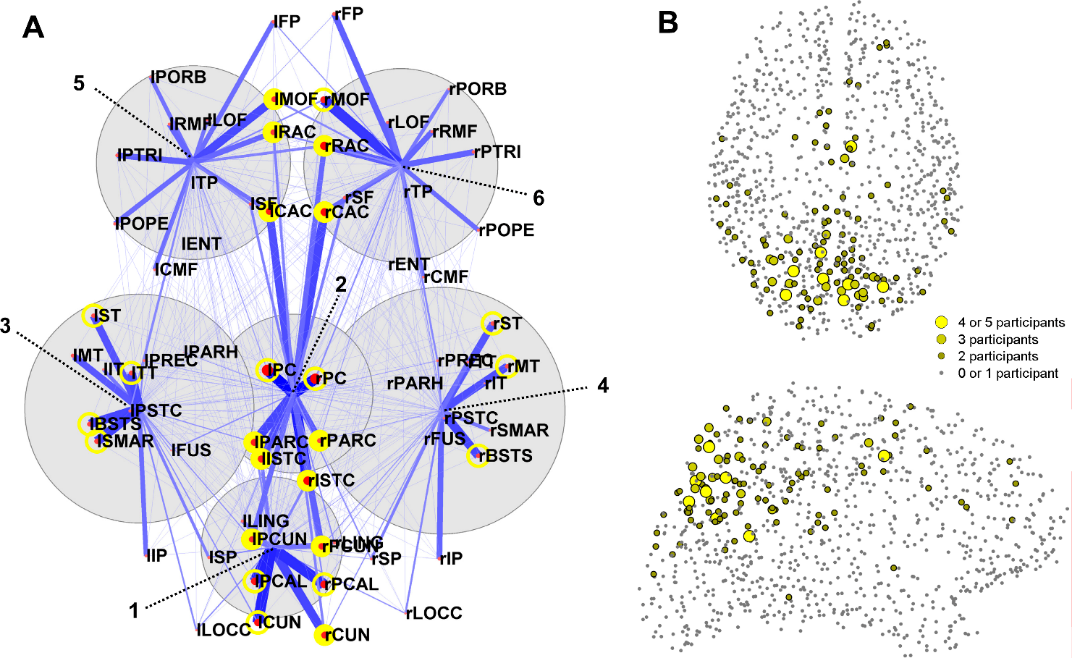 A
B
lFP
rFP
5
lPORB
rPORB
lMOF
rMOF
lRMF
lLOF
rLOF
rRMF
lRAC
rRAC
lPTRI
rPTRI
lTP
rTP
6
lSF
rSF
lCAC
rCAC
lPOPE
rPOPE
lENT
rENT
lCMF
rCMF
2
3
lST
rST
lMT
lIT
lTT
lPREC
lPARH
rPREC
rMT
rIT
rPARH
lPC
rPC
4
lPSTC
rPSTC
lBSTS
lSMAR
rSMAR
rFUS
lFUS
lPARC
rPARC
rBSTS
lISTC
rISTC
lLING
rLING
lPCUN
rPCUN
lIP
lSP
rSP
rIP
1
lPCAL
rPCAL
lLOCC
lCUN
rCUN
rLOCC
4 or 5 participants
3 participants
2 participants
0 or 1 participant